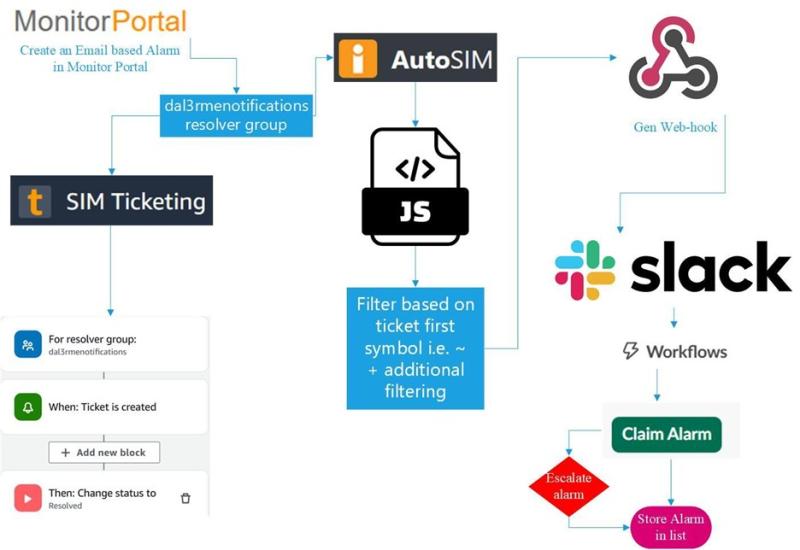 MonitorPortal
Create an Email based Alarm
in Monitor Portal
dal3rmenotifications
resolver group
i AutoSIM
</>
JS
Gen Web-hook
t SIM Ticketing
slack
Filter based on
ticket first
symbol i.e. ~
+ additional
filtering
Workflows
Claim Alarm
Escalate
alarm
Store Alarm
in list
For resolver group:
dal3rmenotifications
When: Ticket is created
+ Add new block
Then: Change status to
Resolved